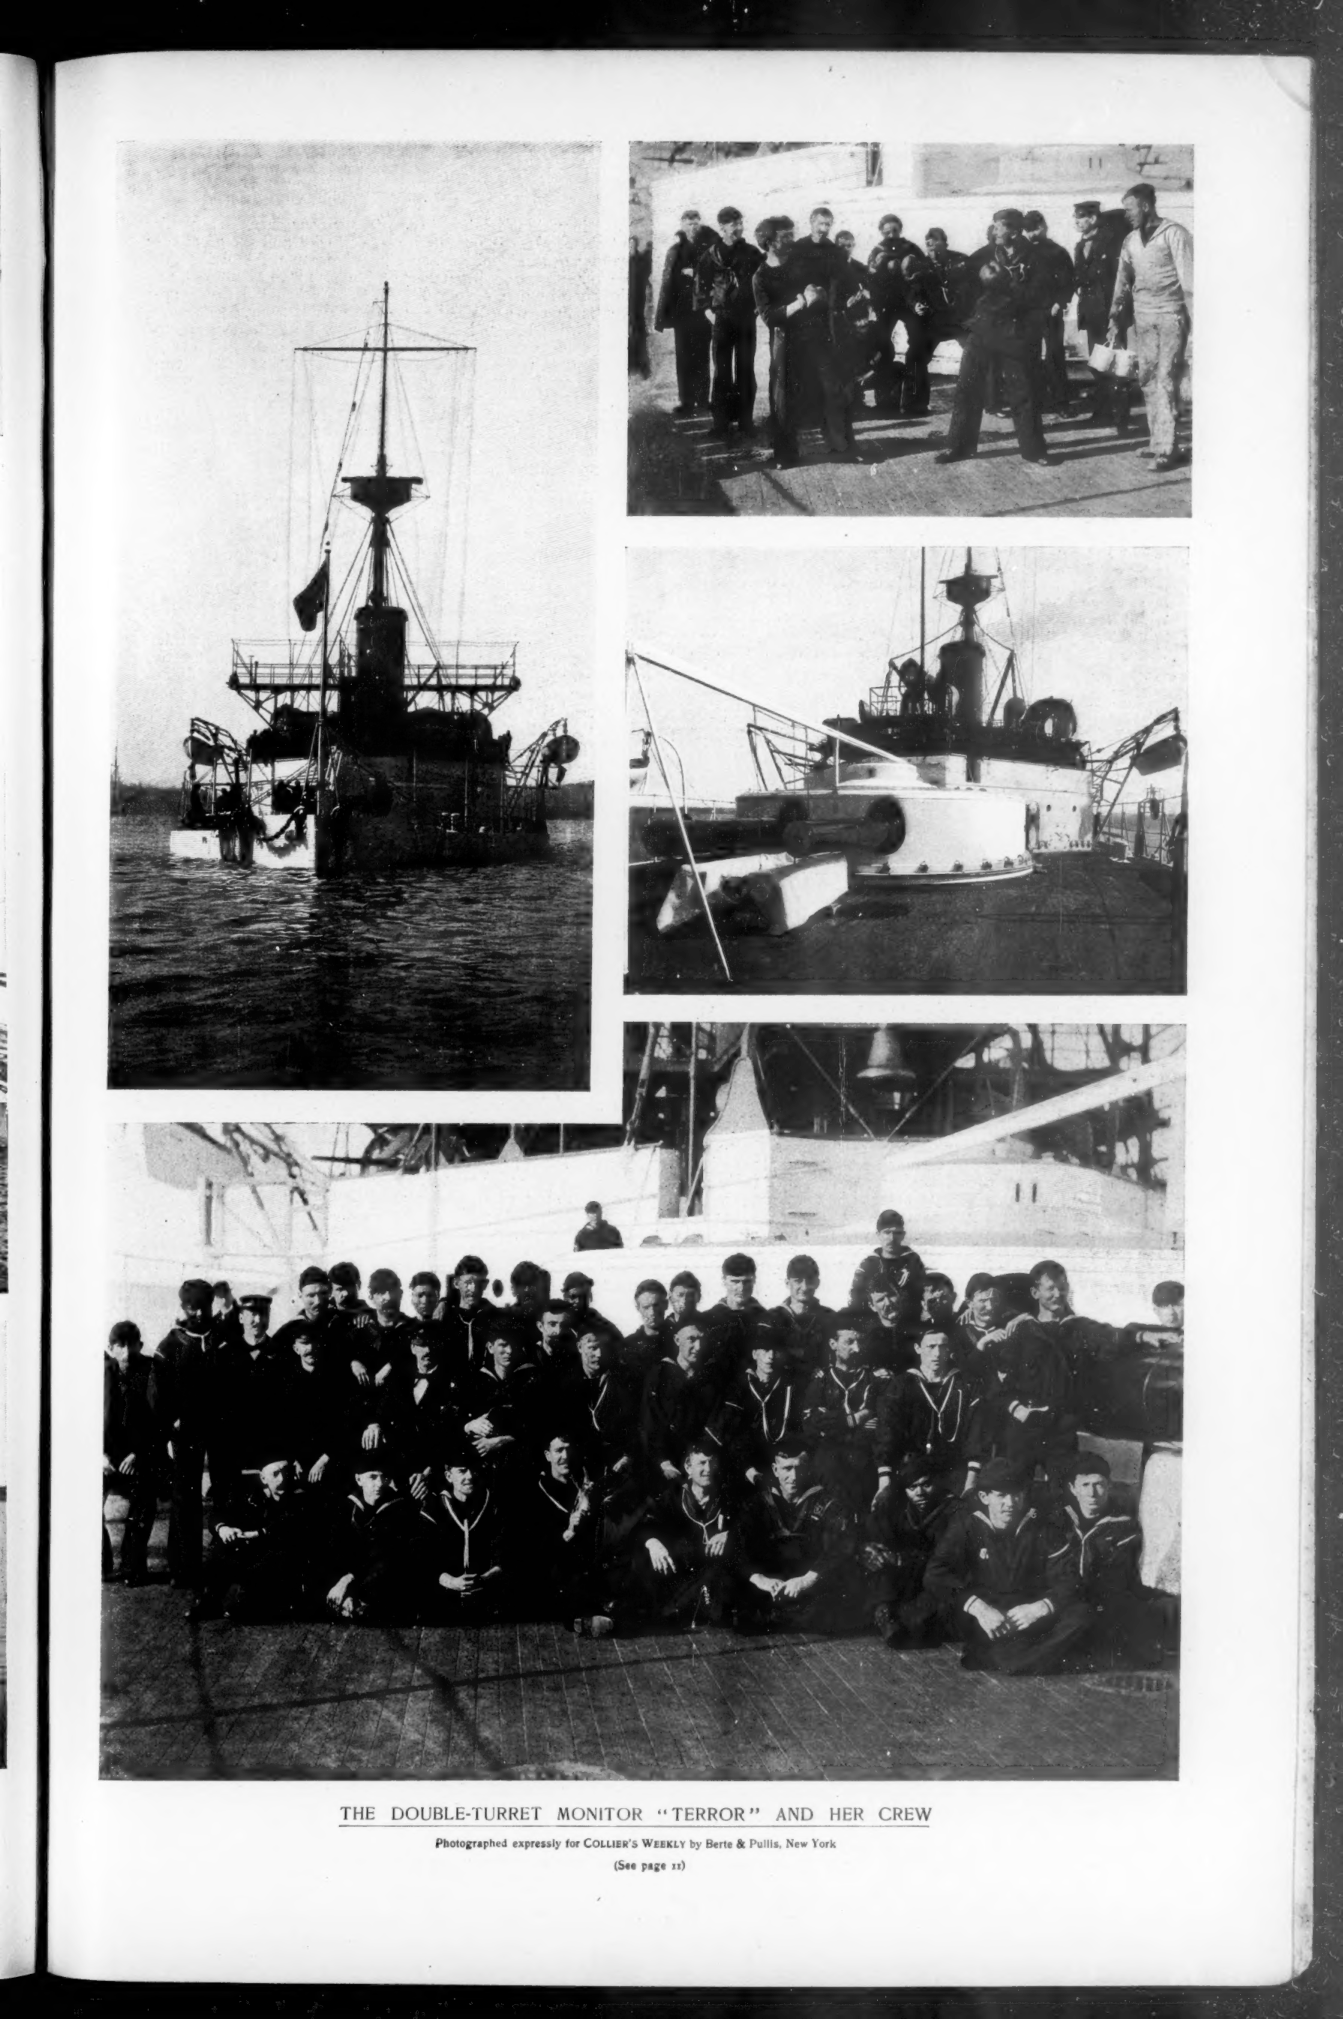 THE DOUBLE-TURRET MONITOR "TERROR" AND HER CREW
Photographed expressly for COLLIER'S WEEKLY by Berte & Pullis, New York
(See page 11)